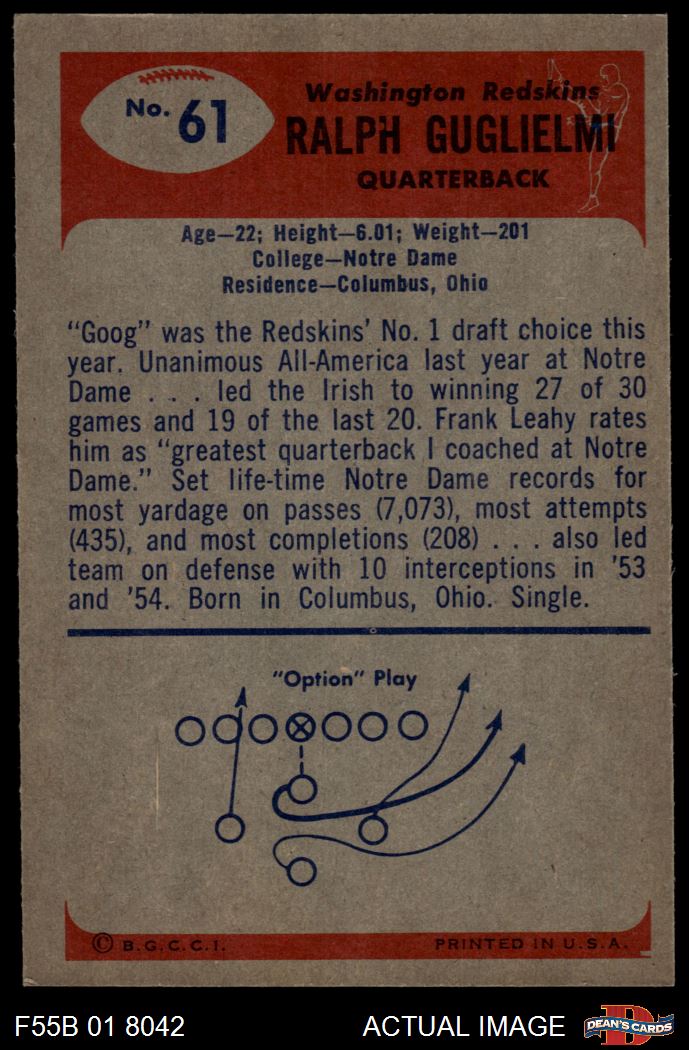 No. 61
Washington Redskins
RALPH GUGLIELMI
QUARTERBACK
Age—22; Height—6.01; Weight—201
College—Notre Dame
Residence—Columbus, Ohio
"Goog" was the Redskins' No. 1 draft choice this
year. Unanimous All-America last year at Notre
Dame . . . led the Irish to winning 27 of 30
games and 19 of the last 20. Frank Leahy rates
him as "greatest quarterback I coached at Notre
Dame." Set life-time Notre Dame records for
most yardage on passes (7,073), most attempts
(435), and most completions (208) . . . also led
team on defense with 10 interceptions in '53
and '54. Born in Columbus, Ohio. Single.
"Option" Play
© B.G.C.C.I. PRINTED IN U.S.A.
F55B 01 8042 ACTUAL IMAGE
D
DEAN'S CARDS